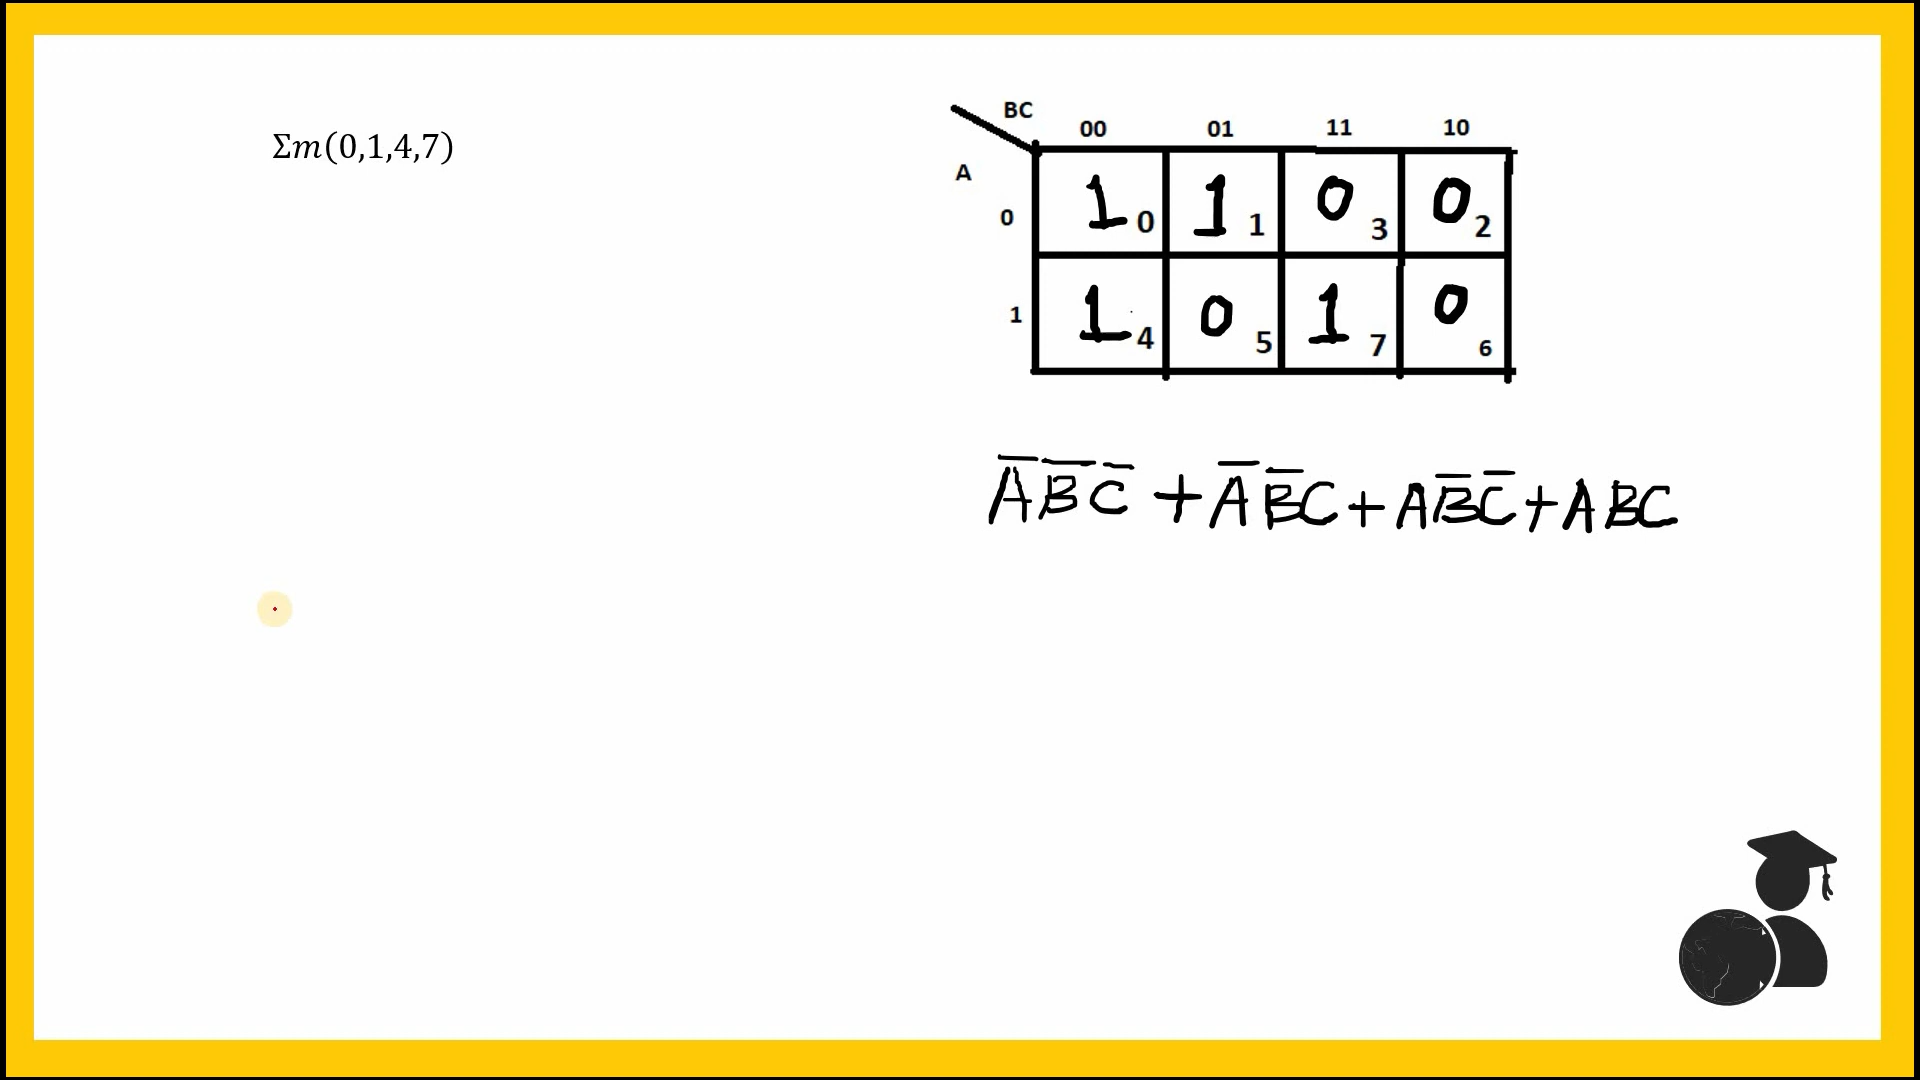 Σm(0,1,4,7)
BC
00 01 11 10
A
0 1 0 1 1 0 3 0 2
1 1 4 0 5 1 7 0 6
A̅B̅C̅ + A̅B̅C + AB̅C̅ + ABC